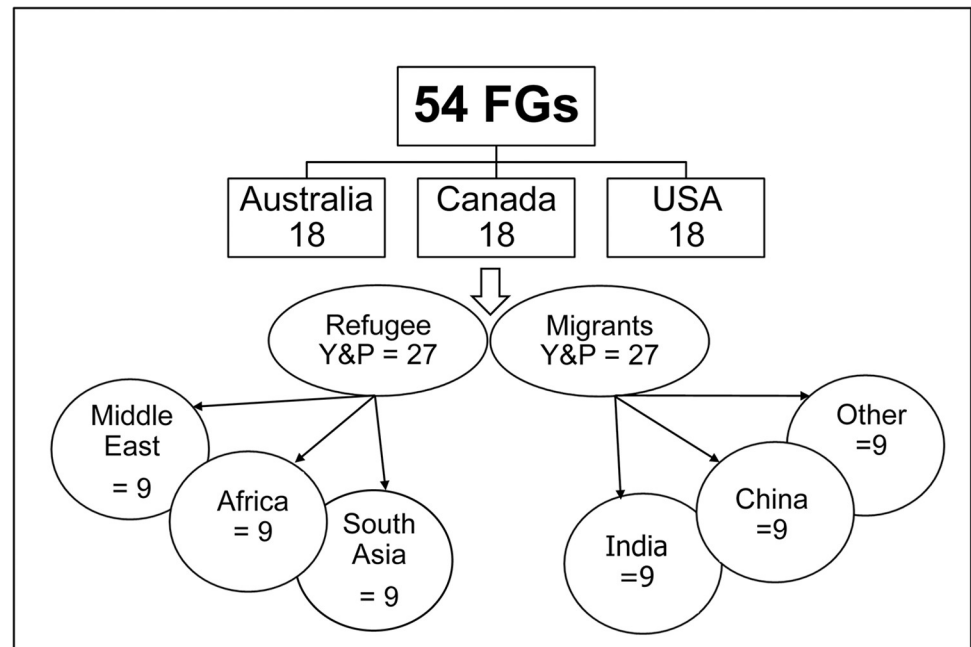 54 FGs
Australia
18
Canada
18
USA
18
Refugee
Y&P = 27
Migrants
Y&P = 27
Middle
East
= 9
Africa
= 9
South
Asia
= 9
India
=9
China
=9
Other
=9